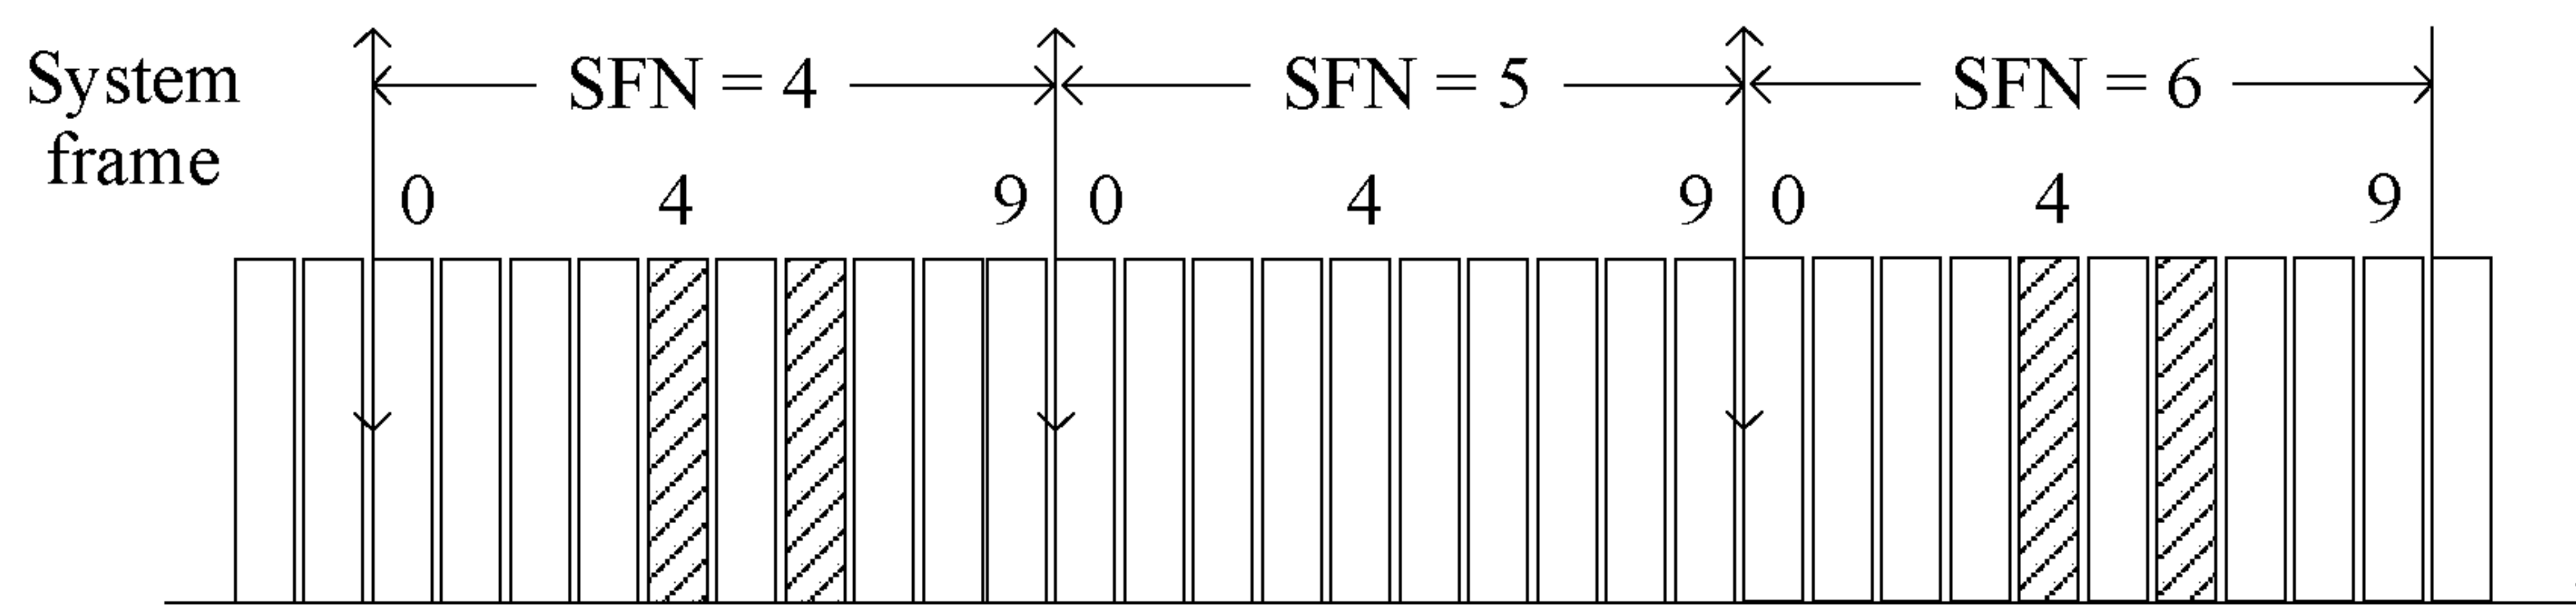 System
frame
SFN = 4
SFN = 5
SFN = 6
0 4 9 0 4 9 0 4 9